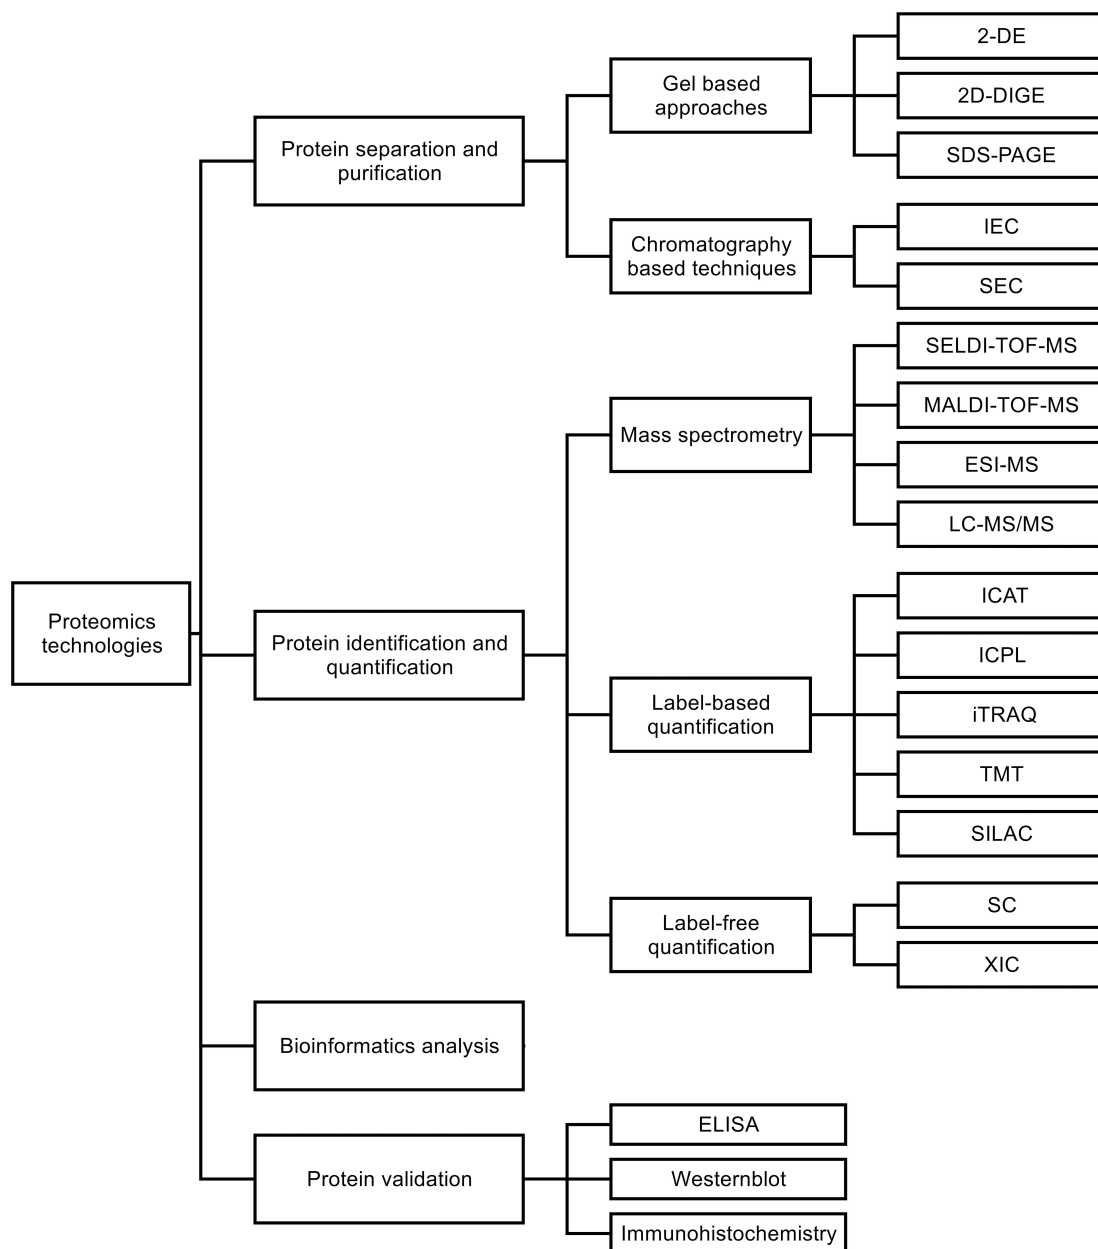 2-DE
Gel based
approaches
2D-DIGE
Protein separation and
purification
SDS-PAGE
IEC
Chromatography
based techniques
SEC
SELDI-TOF-MS
MALDI-TOF-MS
Mass spectrometry
ESI-MS
LC-MS/MS
ICAT
Proteomics
technologies
Protein identification and
quantification
ICPL
Label-based
quantification
iTRAQ
TMT
SILAC
SC
Label-free
quantification
XIC
Bioinformatics analysis
ELISA
Protein validation
Westernblot
Immunohistochemistry